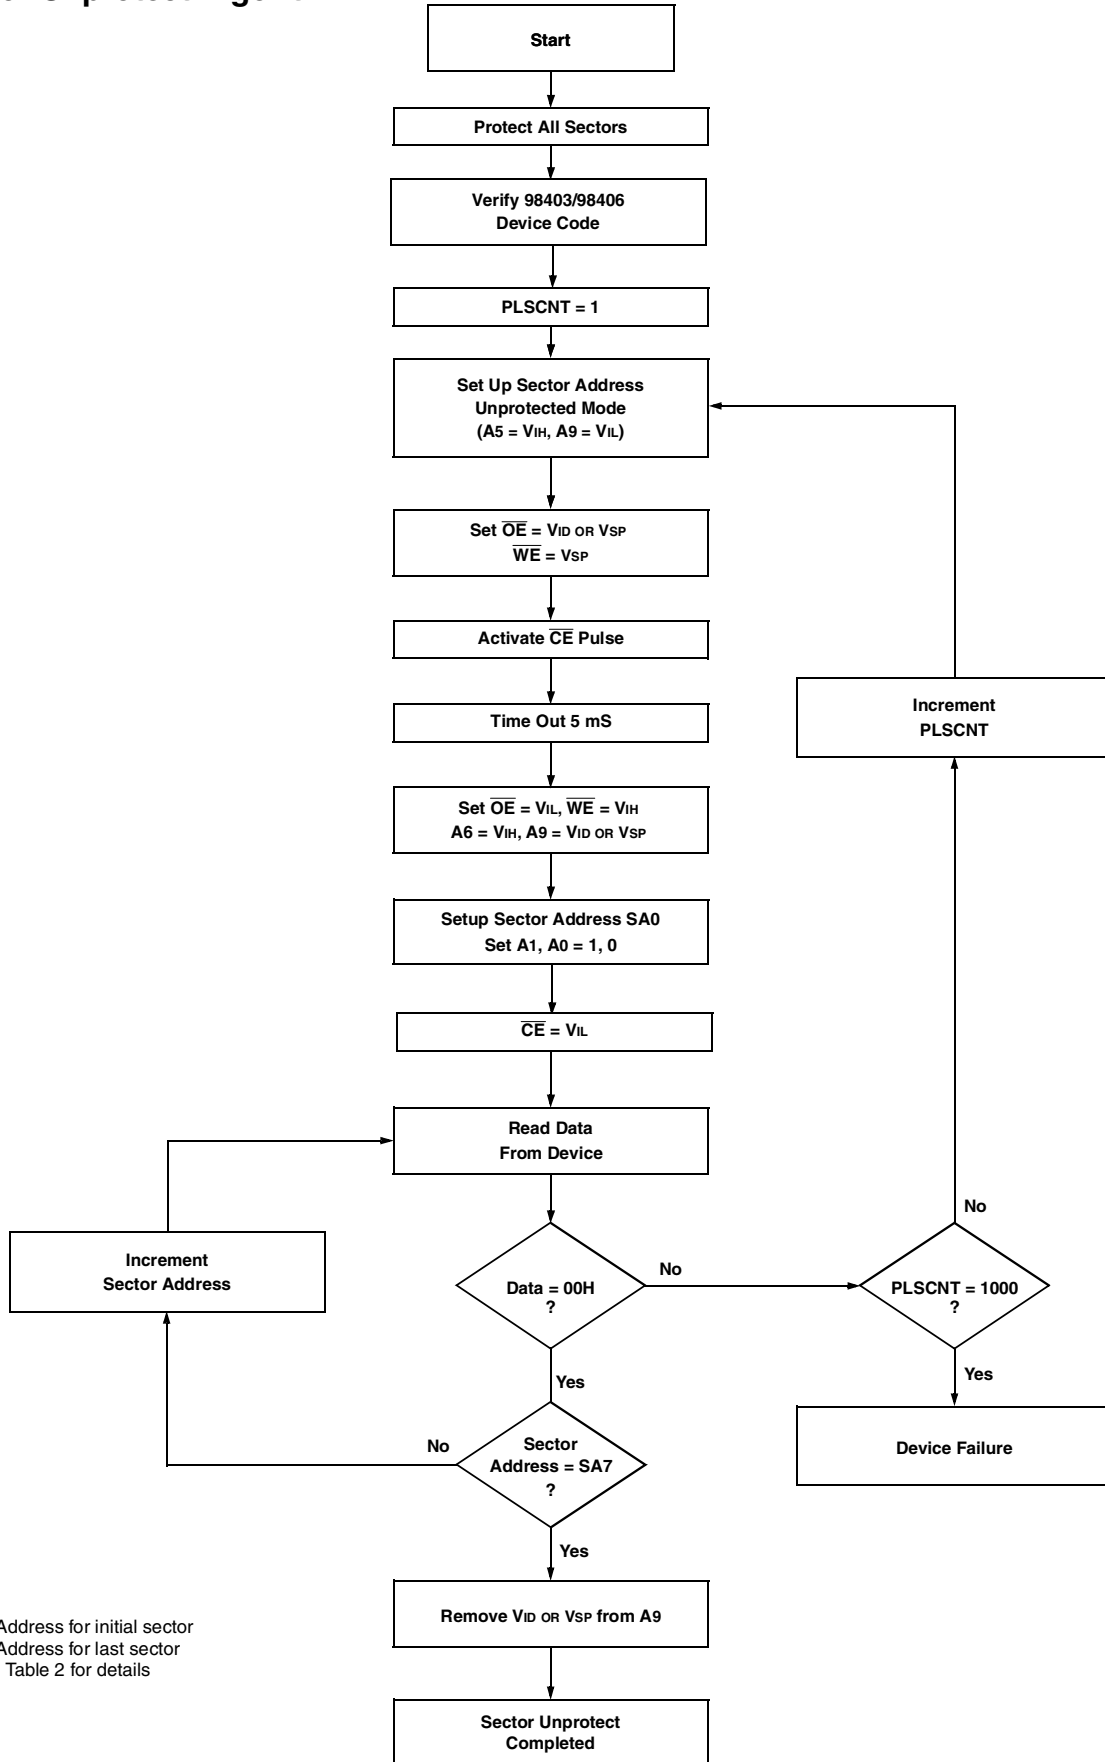 Start
Protect All Sectors
Verify 98403/98406
Device Code
PLSCNT = 1
Set Up Sector Address
Unprotected Mode
(A5 = VIH, A9 = VIL)
Set OE = VID OR VSP
WE = VSP
Activate CE Pulse
Time Out 5 mS
Increment
PLSCNT
Set OE = VIL, WE = VIH
A6 = VIH, A9 = VID OR VSP
Setup Sector Address SA0
Set A1, A0 = 1, 0
CE = VIL
Read Data
From Device
No
Increment
Sector Address
Data = 00H
?
No
PLSCNT = 1000
?
Yes
Yes
Device Failure
No
Sector
Address = SA7
?
Yes
Remove VID OR VSP from A9
Address for initial sector
Address for last sector
Table 2 for details
Sector Unprotect
Completed